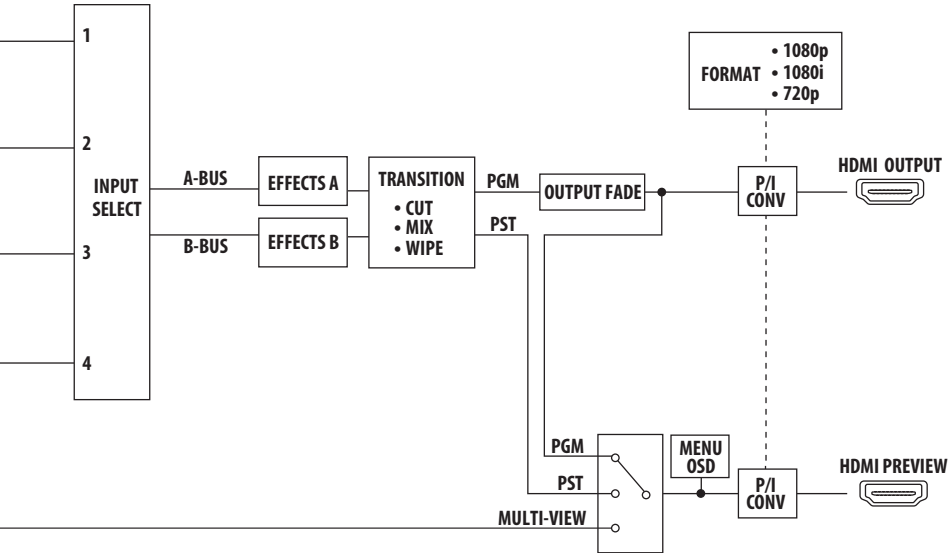 1
2
3
4
INPUT
SELECT
A-BUS
B-BUS
EFFECTS A
EFFECTS B
TRANSITION
• CUT
• MIX
• WIPE
PGM
PST
OUTPUT FADE
FORMAT
• 1080p
• 1080i
• 720p
P/I
CONV
HDMI OUTPUT
PGM
PST
MULTI-VIEW
MENU
OSD
P/I
CONV
HDMI PREVIEW